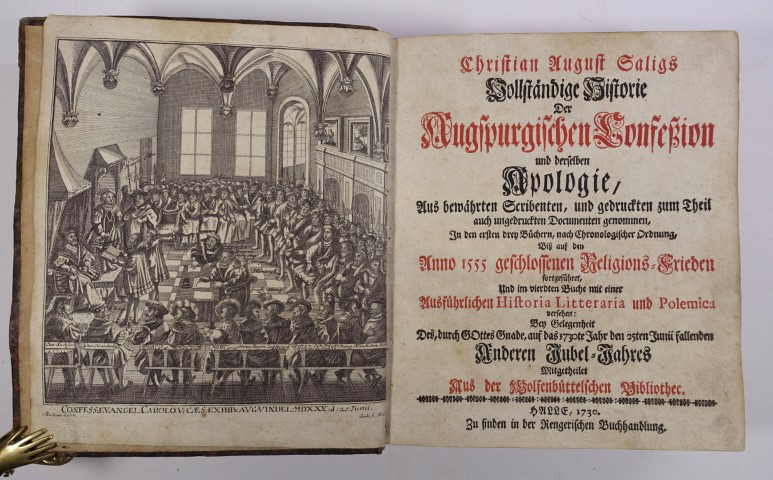 CONFESS. EVANGEL. CAROLO V. CÆS. EXHIB. AUG. VINDEL. MDXXX d. 25 Junii.
Christian August Saligs
Vollständige Historie
Der
Augspurgischen Confeßion
und derselben
Apologie,
Aus bewährten Scribenten, und gedruckten zum Theil
auch ungedruckten Documenten genommen,
In den ersten drey Büchern, nach Chronologischer Ordnung,
Biß auf den
Anno 1555 geschlossenen Religions-Frieden
fortgeführet,
Und im vierdten Buche mit einer
Ausführlichen Historia Litteraria und Polemica
versehen:
Bey Gelegenheit
Des, durch GOttes Gnade, auf das 1730te Jahr den 25ten Junii fallenden
Anderen Jubel-Jahres
Mitgetheilet
Aus der Wolfenbüttelschen Bibliothec.
HALLE, 1730.
Zu finden in der Rengerischen Buchhandlung.